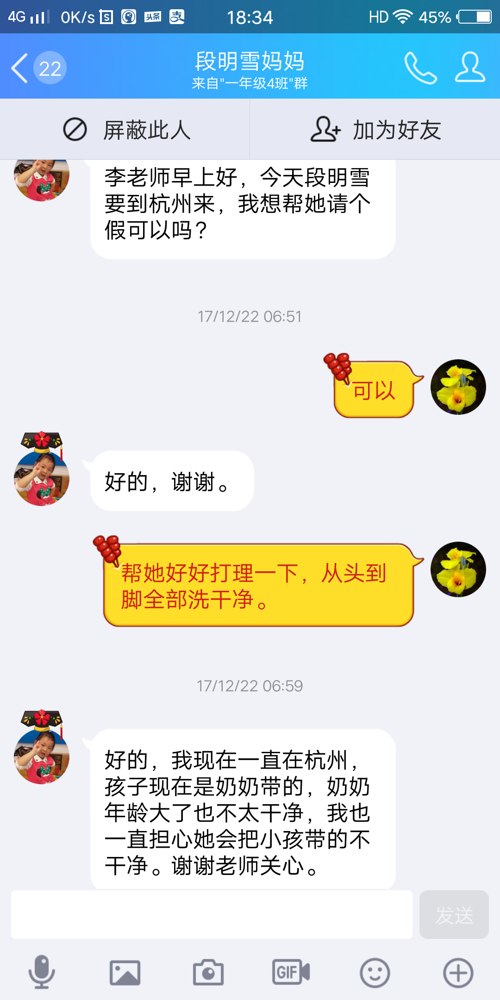 4G 0K/s S 头条 支 18:34 HD 45%
22
段明雪妈妈
来自"一年级4班"群
屏蔽此人
加为好友
李老师早上好，今天段明雪
要到杭州来，我想帮她请个
假可以吗？
17/12/22 06:51
可以
好的，谢谢。
帮她好好打理一下，从头到
脚全部洗干净。
17/12/22 06:59
好的，我现在一直在杭州，
孩子现在是奶奶带的，奶奶
年龄大了也不太干净，我也
一直担心她会把小孩带的不
干净。谢谢老师关心。
发送
GIF